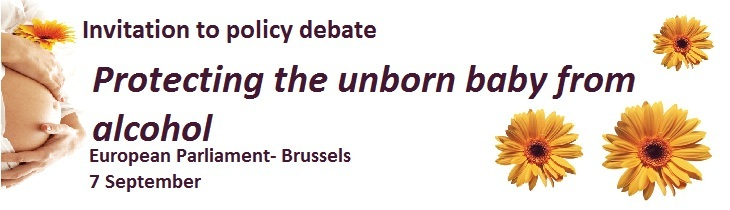 Invitation to policy debate
Protecting the unborn baby from
alcohol
European Parliament- Brussels
7 September